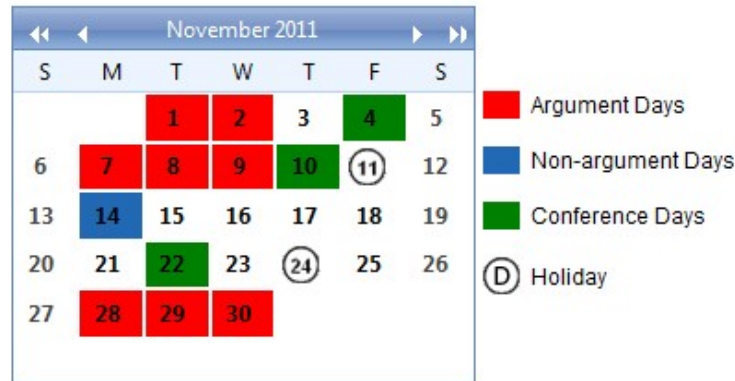 November 2011
S M T W T F S
1 2 3 4 5
6 7 8 9 10 11 12
13 14 15 16 17 18 19
20 21 22 23 24 25 26
27 28 29 30
Argument Days
Non-argument Days
Conference Days
D Holiday